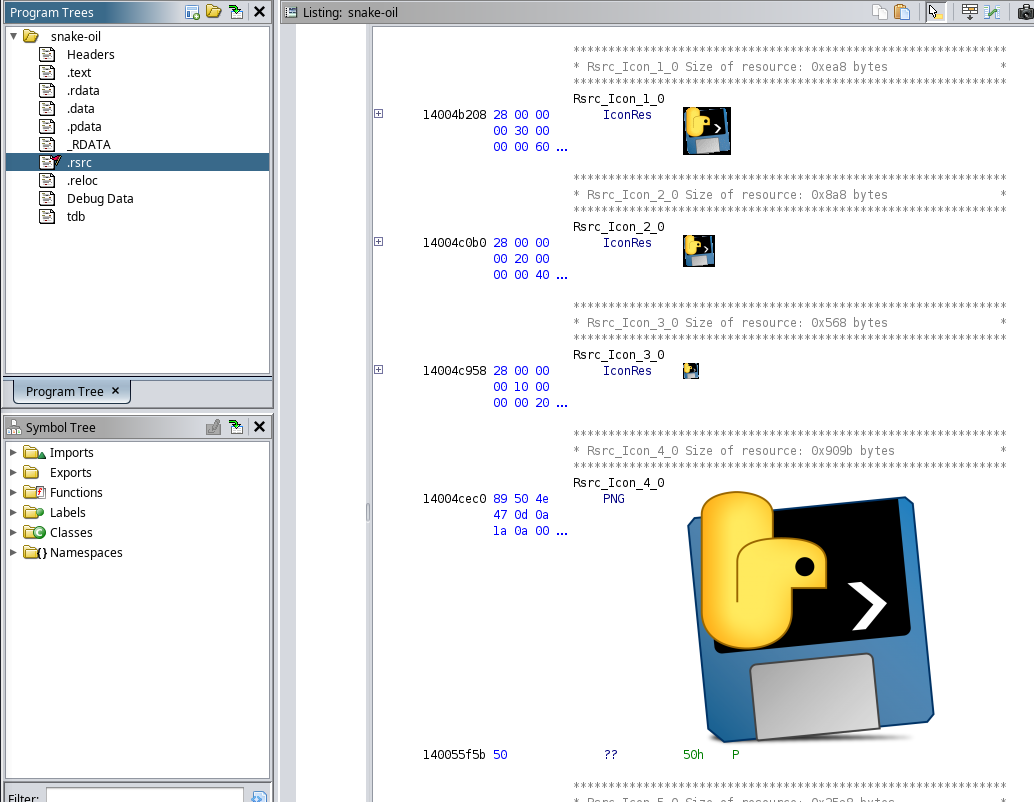 Program Trees
snake-oil
Headers
.text
.rdata
.data
.pdata
_RDATA
.rsrc
.reloc
Debug Data
tdb
Program Tree
Symbol Tree
Imports
Exports
Functions
Labels
Classes
Namespaces
Filter:
Listing: snake-oil
******************************************************************
* Rsrc_Icon_1_0 Size of resource: 0xea8 bytes *
******************************************************************
Rsrc_Icon_1_0
14004b208 28 00 00 IconRes
00 30 00
00 00 60 ...
******************************************************************
* Rsrc_Icon_2_0 Size of resource: 0x8a8 bytes *
******************************************************************
Rsrc_Icon_2_0
14004c0b0 28 00 00 IconRes
00 20 00
00 00 40 ...
******************************************************************
* Rsrc_Icon_3_0 Size of resource: 0x568 bytes *
******************************************************************
Rsrc_Icon_3_0
14004c958 28 00 00 IconRes
00 10 00
00 00 20 ...
******************************************************************
* Rsrc_Icon_4_0 Size of resource: 0x909b bytes *
******************************************************************
Rsrc_Icon_4_0
14004cec0 89 50 4e PNG
47 0d 0a
1a 0a 00 ...
140055f5b 50 ?? 50h P
******************************************************************